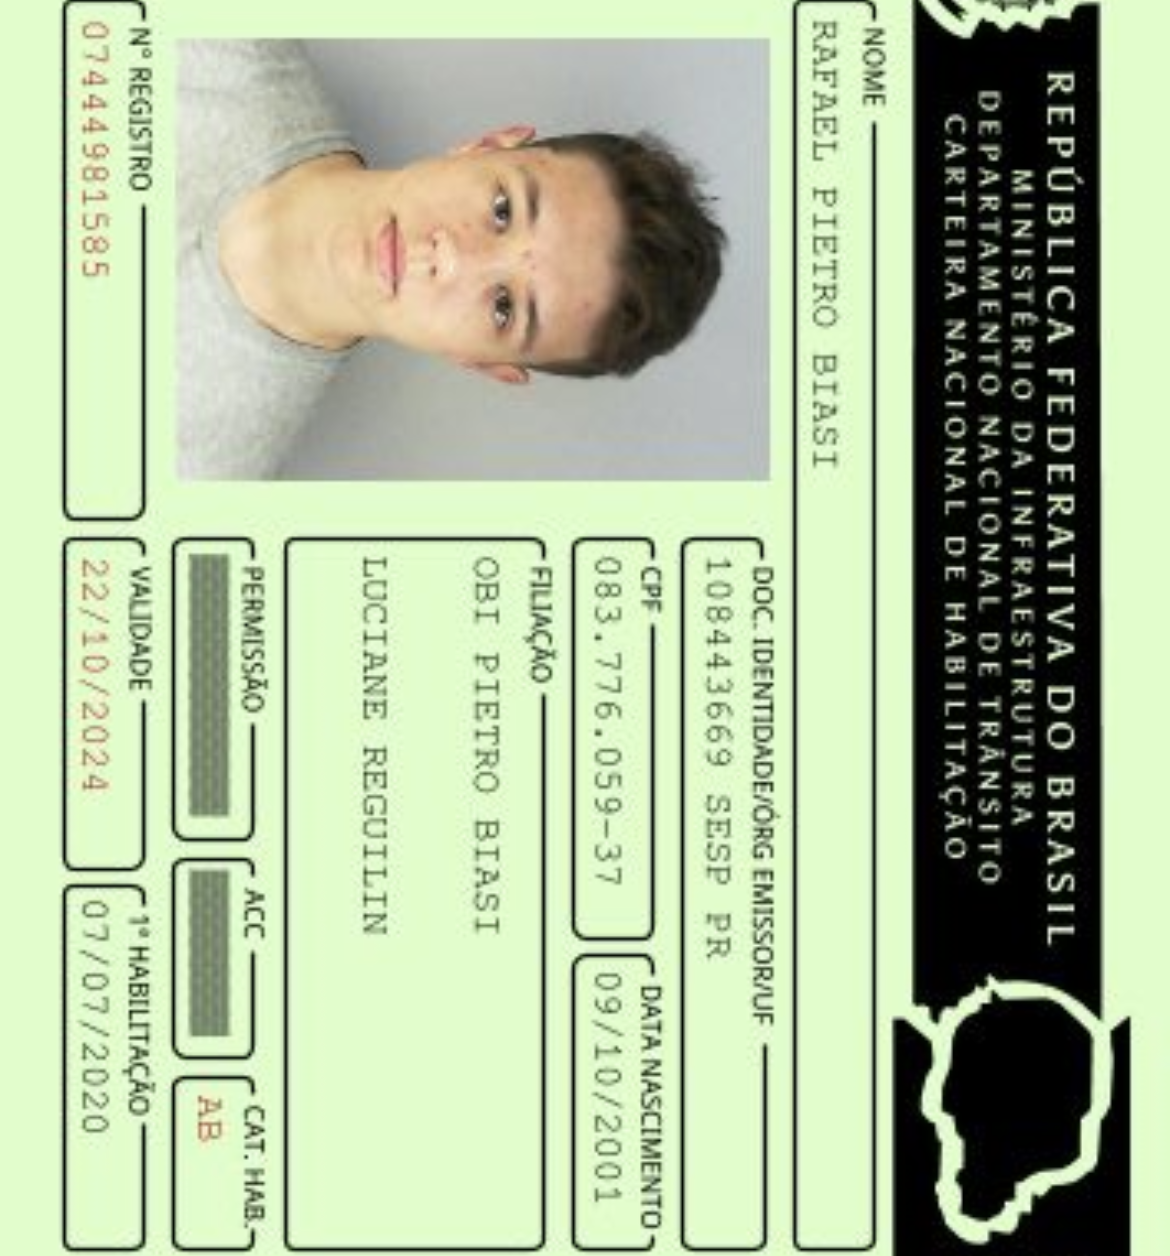 REPÚBLICA FEDERATIVA DO BRASIL
MINISTÉRIO DA INFRAESTRUTURA
DEPARTAMENTO NACIONAL DE TRÂNSITO
CARTEIRA NACIONAL DE HABILITAÇÃO
NOME
RAFAEL PIETRO BIASI
DOC. IDENTIDADE/ÓRG EMISSOR/UF
108443669 SESP PR
CPF
083.776.059-37
DATA NASCIMENTO
09/10/2001
FILIAÇÃO
OBI PIETRO BIASI
LUCIANE REGUILIN
PERMISSÃO
ACC
CAT. HAB.
AB
Nº REGISTRO
07444981585
VALIDADE
22/10/2024
1ª HABILITAÇÃO
07/07/2020